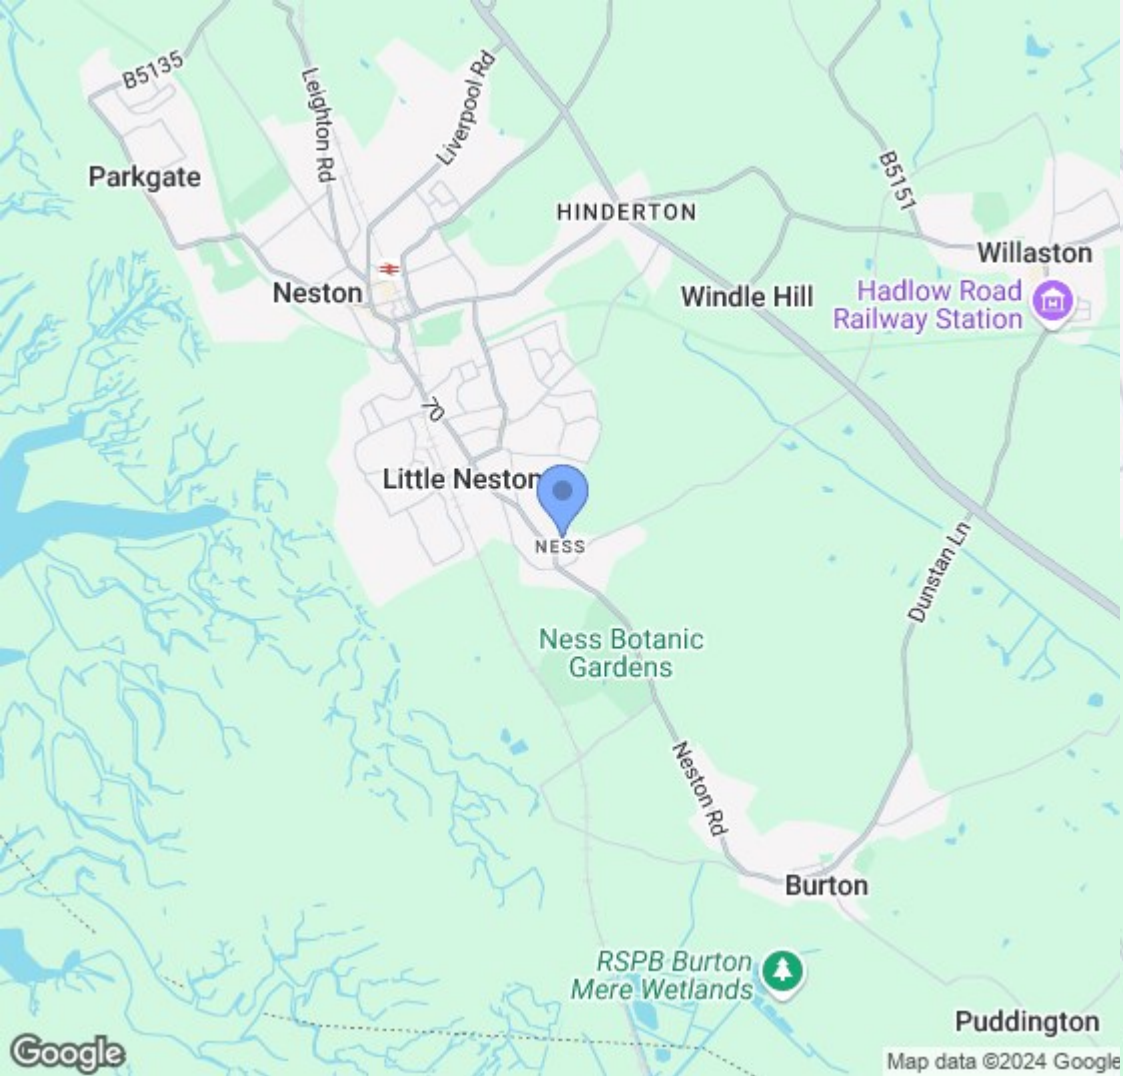 B5135
Leighton Rd
Liverpool Rd
Parkgate
B5151
HINDERTON
Willaston
Neston
Windle Hill
Hadlow Road
Railway Station
70
Little Neston
NESS
Dunstan Ln
Ness Botanic
Gardens
Neston Rd
Burton
RSPB Burton
Mere Wetlands
Puddington
Google
Map data ©2024 Google